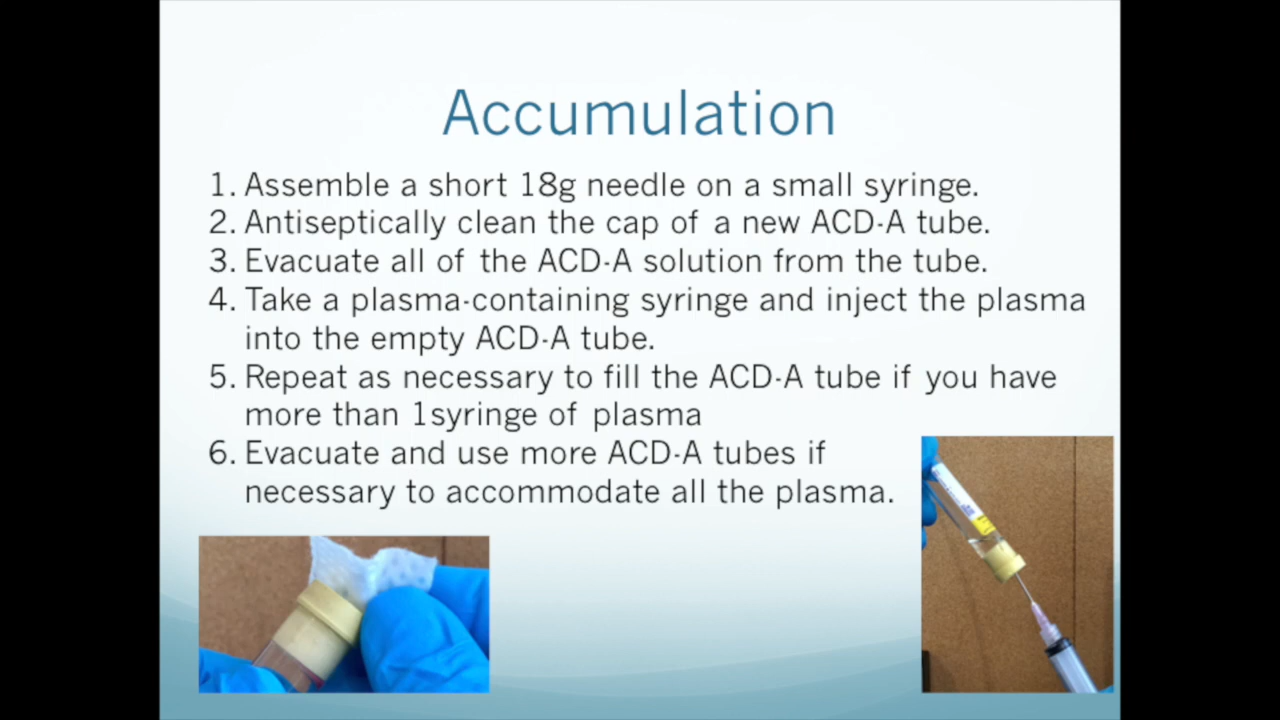 Accumulation
1. Assemble a short 18g needle on a small syringe.
2. Antiseptically clean the cap of a new ACD-A tube.
3. Evacuate all of the ACD-A solution from the tube.
4. Take a plasma-containing syringe and inject the plasma
into the empty ACD-A tube.
5. Repeat as necessary to fill the ACD-A tube if you have
more than 1syringe of plasma
6. Evacuate and use more ACD-A tubes if
necessary to accommodate all the plasma.